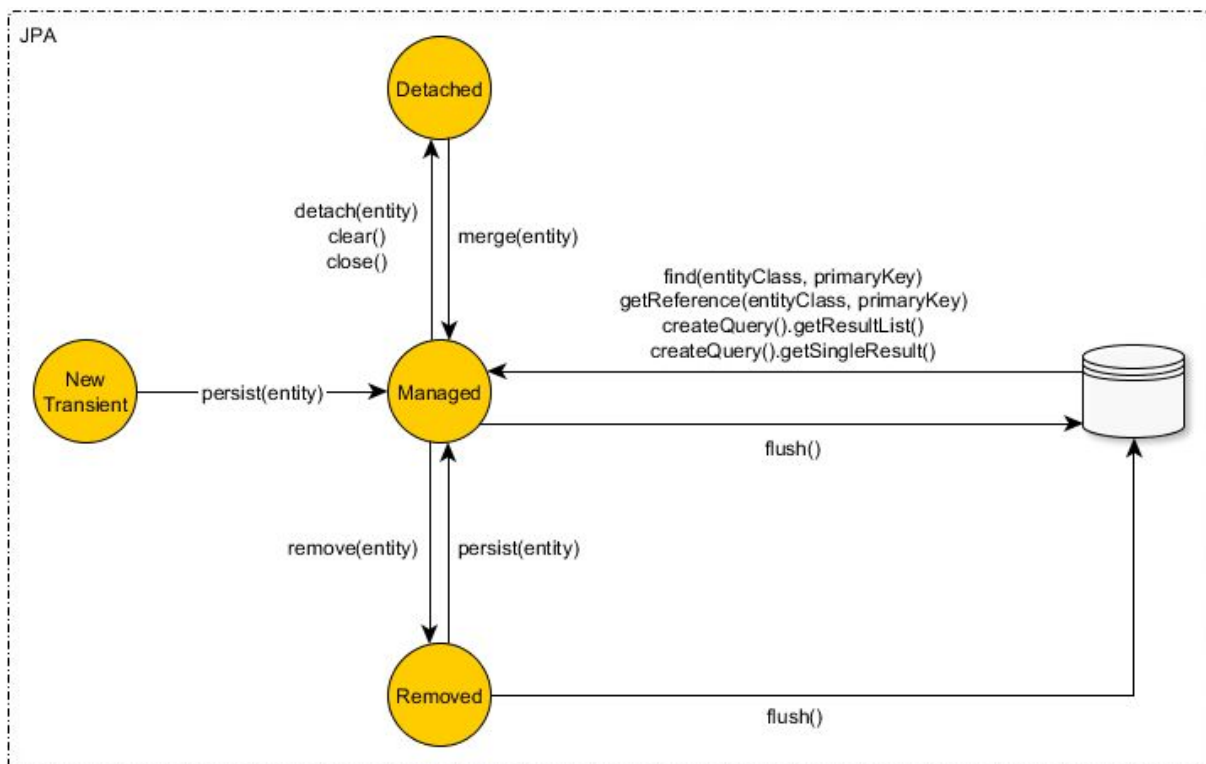 JPA
Detached
detach(entity)
clear()
close()
merge(entity)
find(entityClass, primaryKey)
getReference(entityClass, primaryKey)
createQuery().getResultList()
createQuery().getSingleResult()
New
Transient
persist(entity)
Managed
flush()
remove(entity)
persist(entity)
Removed
flush()